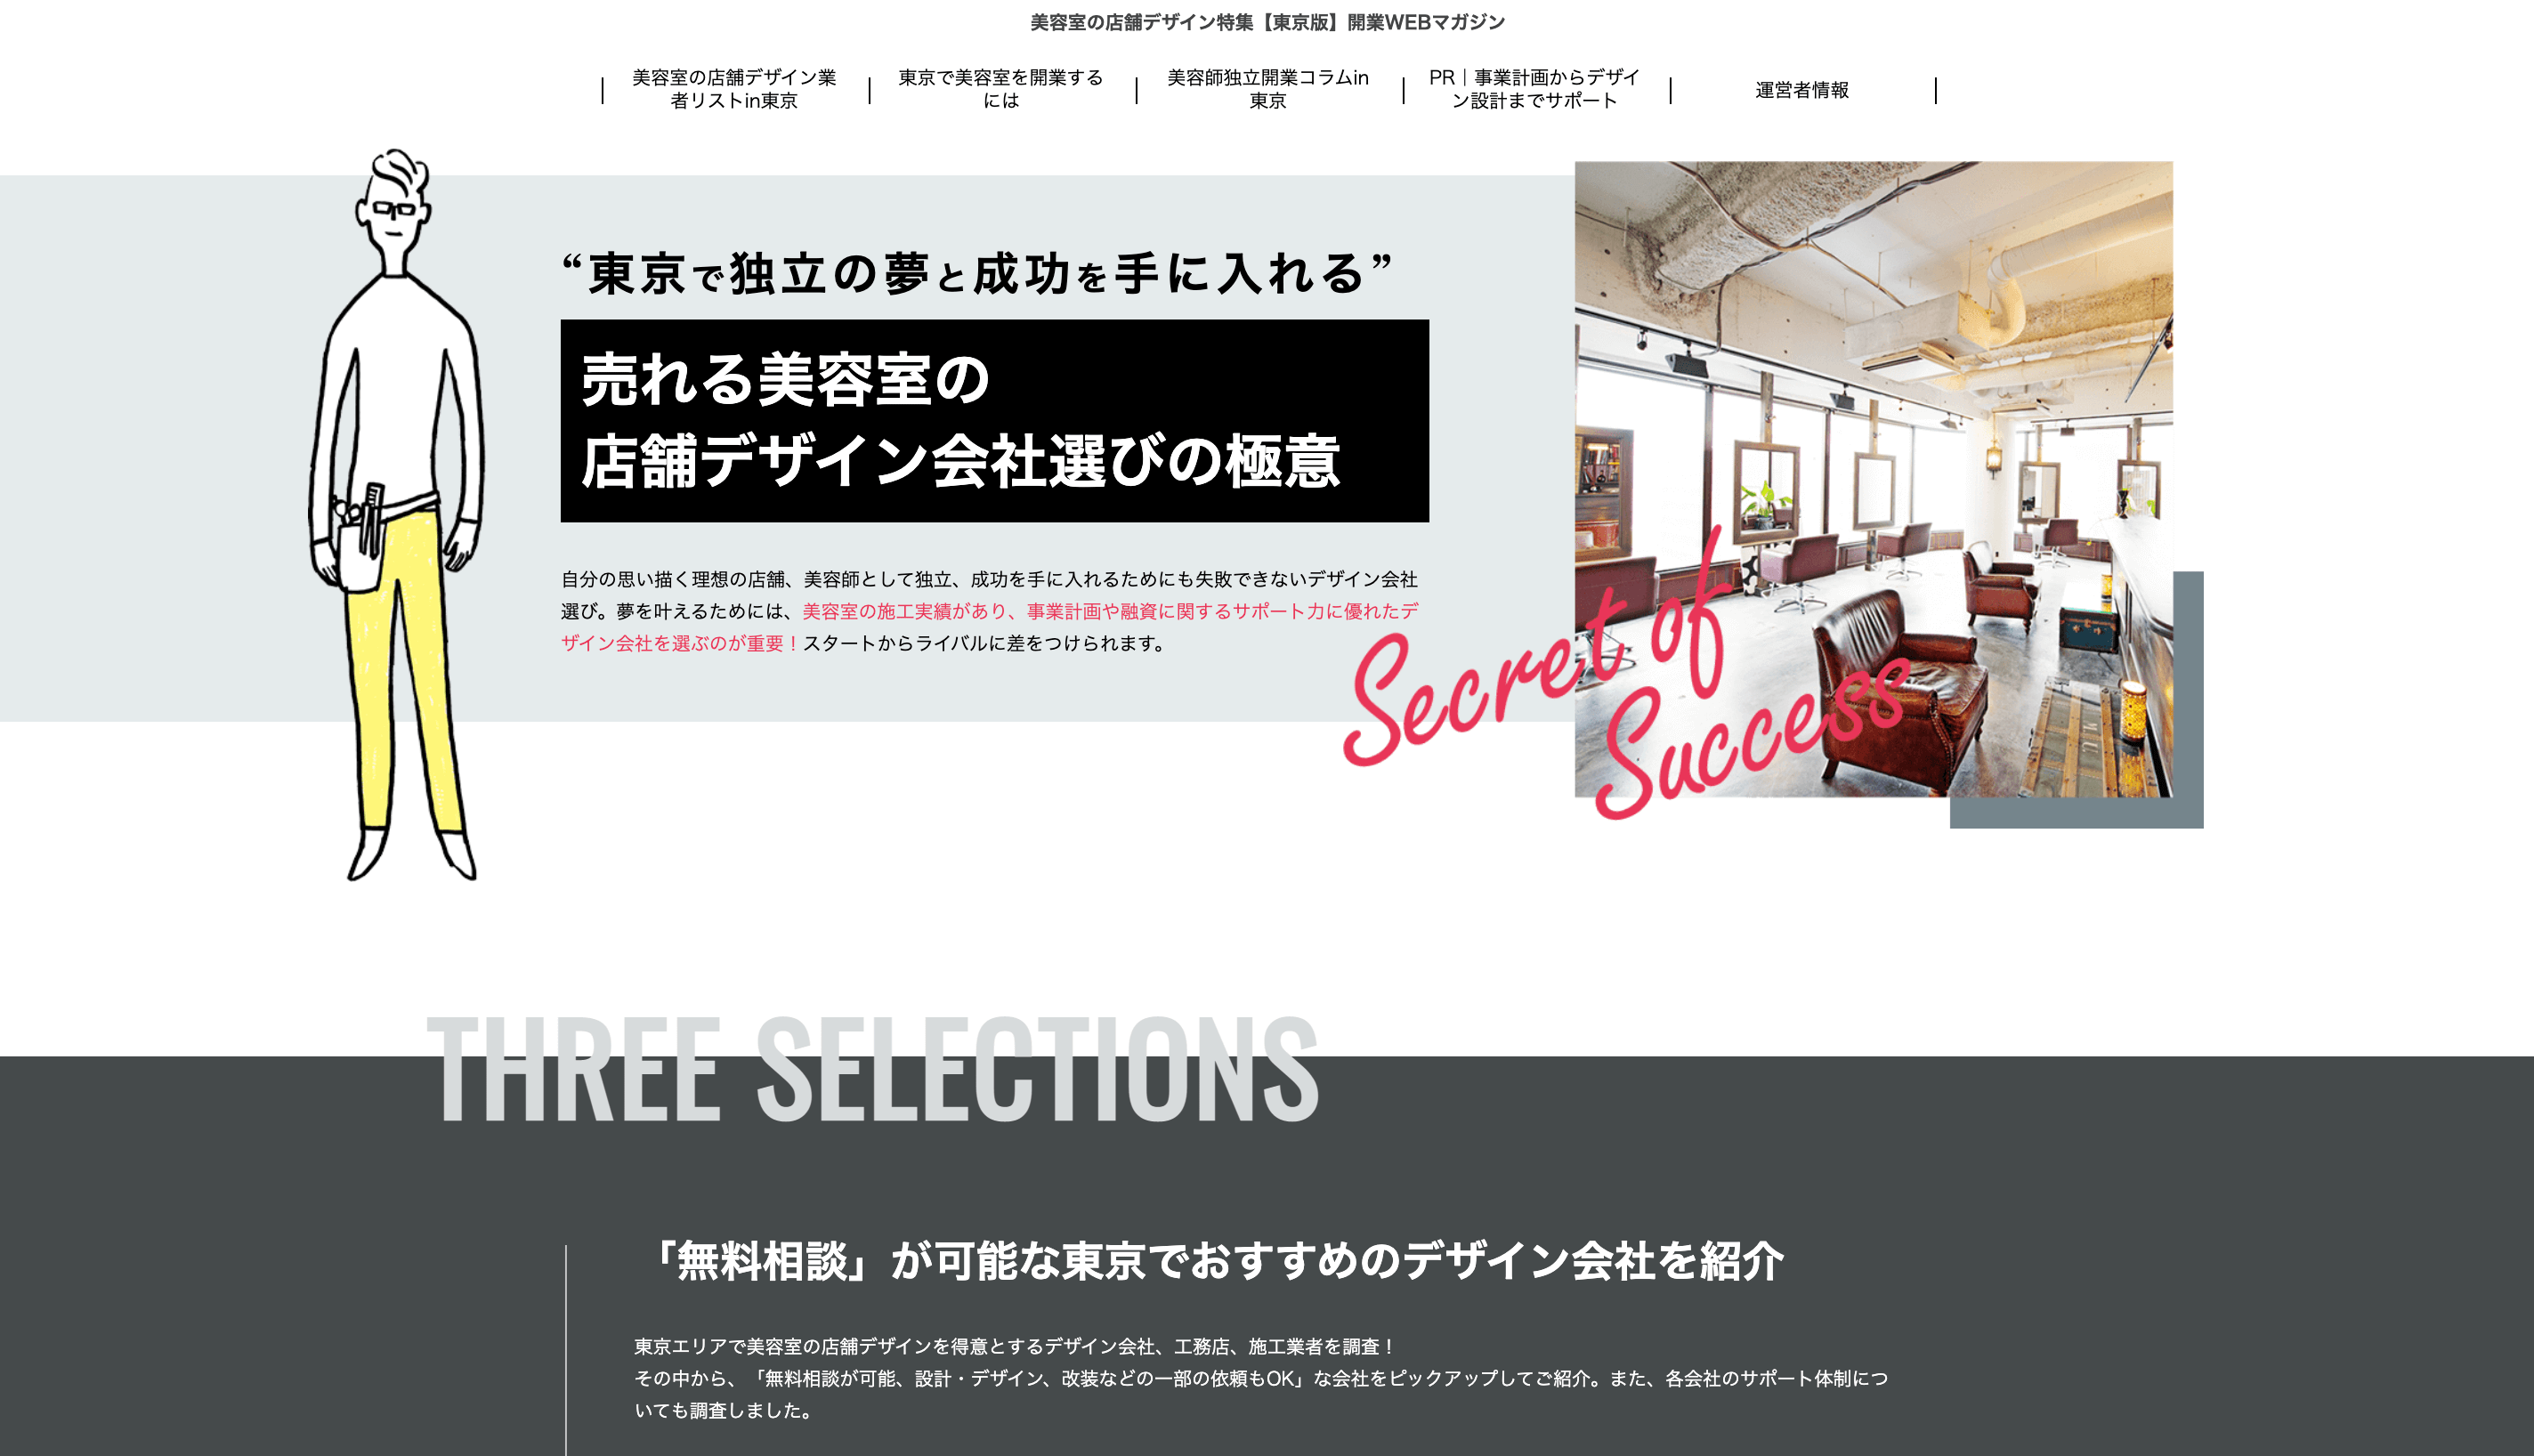 美容室の店舗デザイン特集【東京版】開業WEBマガジン
美容室の店舗デザイン業
者リストin東京
東京で美容室を開業する
には
美容師独立開業コラムin
東京
PR｜事業計画からデザイ
ン設計までサポート
運営者情報
“東京で独立の夢と成功を手に入れる”
売れる美容室の
店舗デザイン会社選びの極意
自分の思い描く理想の店舗、美容師として独立、成功を手に入れるためにも失敗できないデザイン会社
選び。夢を叶えるためには、美容室の施工実績があり、事業計画や融資に関するサポート力に優れたデ
ザイン会社を選ぶのが重要！スタートからライバルに差をつけられます。
Secret of
Success
THREE SELECTIONS
「無料相談」が可能な東京でおすすめのデザイン会社を紹介
東京エリアで美容室の店舗デザインを得意とするデザイン会社、工務店、施工業者を調査！
その中から、「無料相談が可能、設計・デザイン、改装などの一部の依頼もOK」な会社をピックアップしてご紹介。また、各会社のサポート体制につ
いても調査しました。